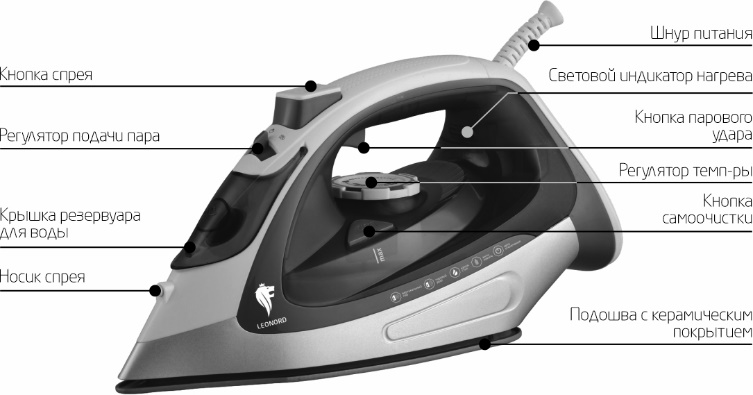 Шнур питания
Кнопка спрея
Световой индикатор нагрева
Кнопка парового
удара
Регулятор подачи пара
Регулятор темп-ры
Кнопка
самоочистки
Крышка резервуара
для воды
max
Носик спрея
LEONORD
Подошва с керамическим
покрытием